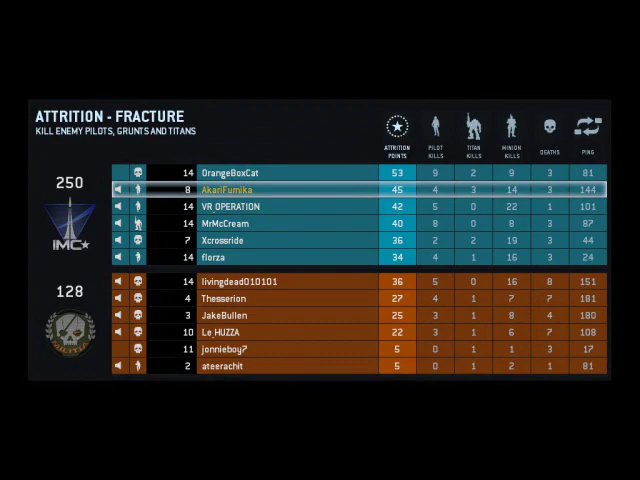 ATTRITION - FRACTURE
KILL ENEMY PILOTS, GRUNTS AND TITANS
ATTRITION POINTS PILOT KILLS TITAN KILLS MINION KILLS DEATHS PING
250
IMC
14 OrangeBoxCat 53 9 2 9 3 81
8 AkariFumika 45 4 3 14 3 144
14 VR OPERATION 42 5 0 22 1 101
14 MrMcCream 40 8 0 8 3 87
7 Xcrossride 36 2 2 19 3 44
14 florza 34 4 1 16 3 24
128
MILITIA
14 livingdead010101 36 5 0 16 8 151
4 Thesserion 27 4 1 7 7 181
3 JakeBullen 25 3 1 8 4 180
10 Le_HUZZA 22 3 1 6 7 108
11 jonnieboy7 5 0 1 1 3 17
2 ateerachit 5 0 1 2 1 81